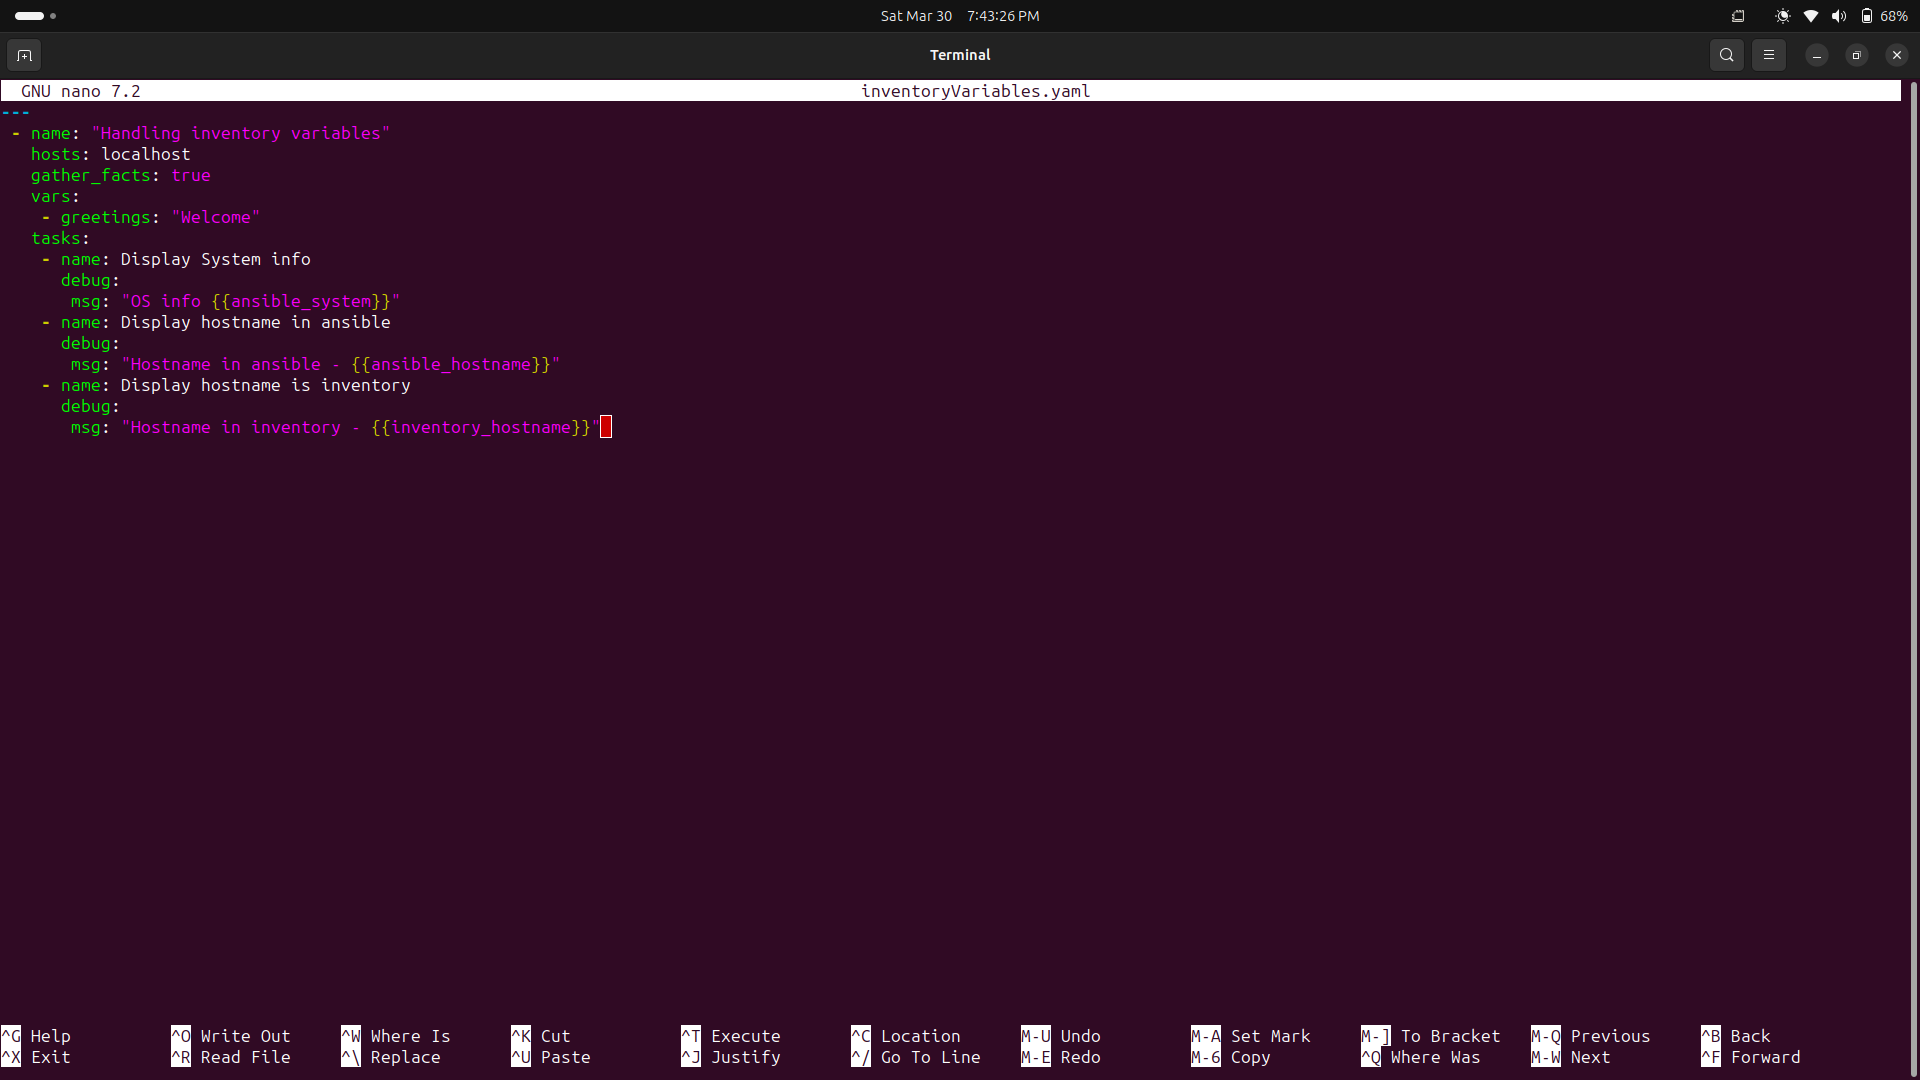 Sat Mar 30 7:43:26 PM 68%
Terminal
GNU nano 7.2 inventoryVariables.yaml
---
 - name: "Handling inventory variables"
   hosts: localhost
   gather_facts: true
   vars:
    - greetings: "Welcome"
   tasks:
    - name: Display System info
      debug:
       msg: "OS info {{ansible_system}}"
    - name: Display hostname in ansible
      debug:
       msg: "Hostname in ansible - {{ansible_hostname}}"
    - name: Display hostname is inventory
      debug:
       msg: "Hostname in inventory - {{inventory_hostname}}"
^G Help ^O Write Out ^W Where Is ^K Cut ^T Execute ^C Location M-U Undo M-A Set Mark M-] To Bracket M-Q Previous ^B Back
^X Exit ^R Read File ^\ Replace ^U Paste ^J Justify ^/ Go To Line M-E Redo M-6 Copy ^Q Where Was M-W Next ^F Forward